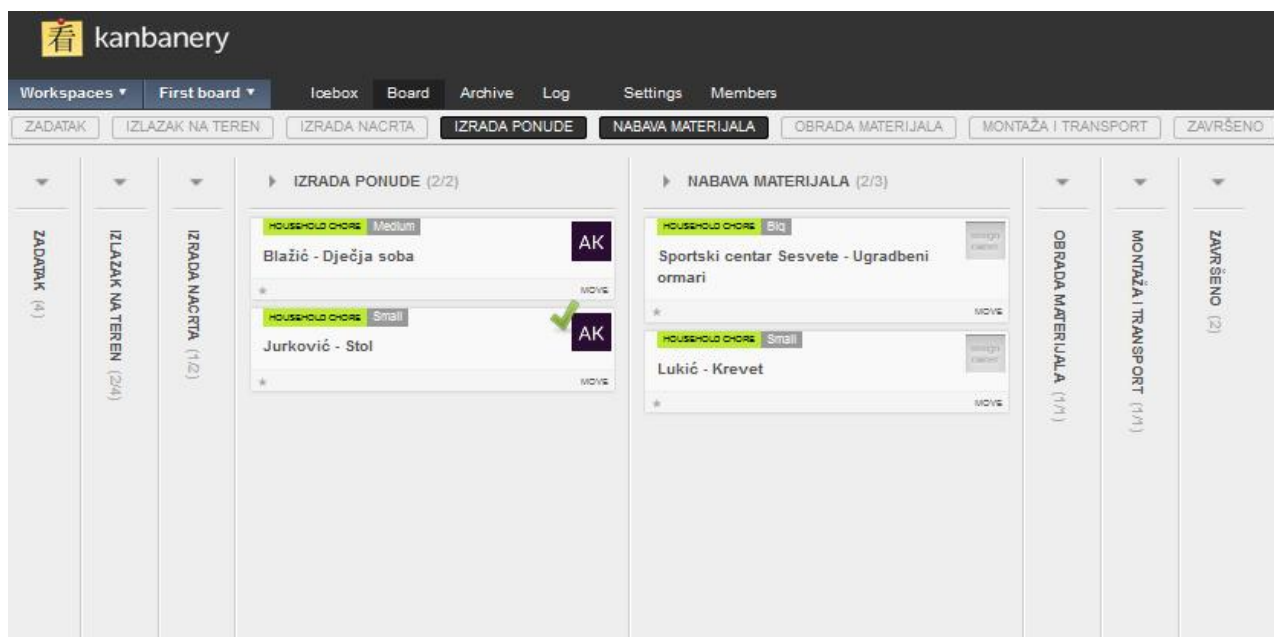 看 kanbanery
Workspaces ▼ First board ▼ Icebox Board Archive Log Settings Members
ZADATAK IZLAZAK NA TEREN IZRADA NACRTA IZRADA PONUDE NABAVA MATERIJALA OBRADA MATERIJALA MONTAŽA I TRANSPORT ZAVRŠENO
ZADATAK (4)
IZLAZAK NA TEREN (2/4)
IZRADA NACRTA (1/2)
IZRADA PONUDE (2/2)
HOUSEHOLD CHORE Medium
AK
Blažić - Dječja soba
MOVE
HOUSEHOLD CHORE Small
AK
Jurković - Stol
MOVE
NABAVA MATERIJALA (2/3)
HOUSEHOLD CHORE Big
assign owner
Sportski centar Sesvete - Ugradbeni
ormari
MOVE
HOUSEHOLD CHORE Small
assign owner
Lukić - Krevet
MOVE
OBRADA MATERIJALA (1/1)
MONTAŽA I TRANSPORT (1/1)
ZAVRŠENO (2)